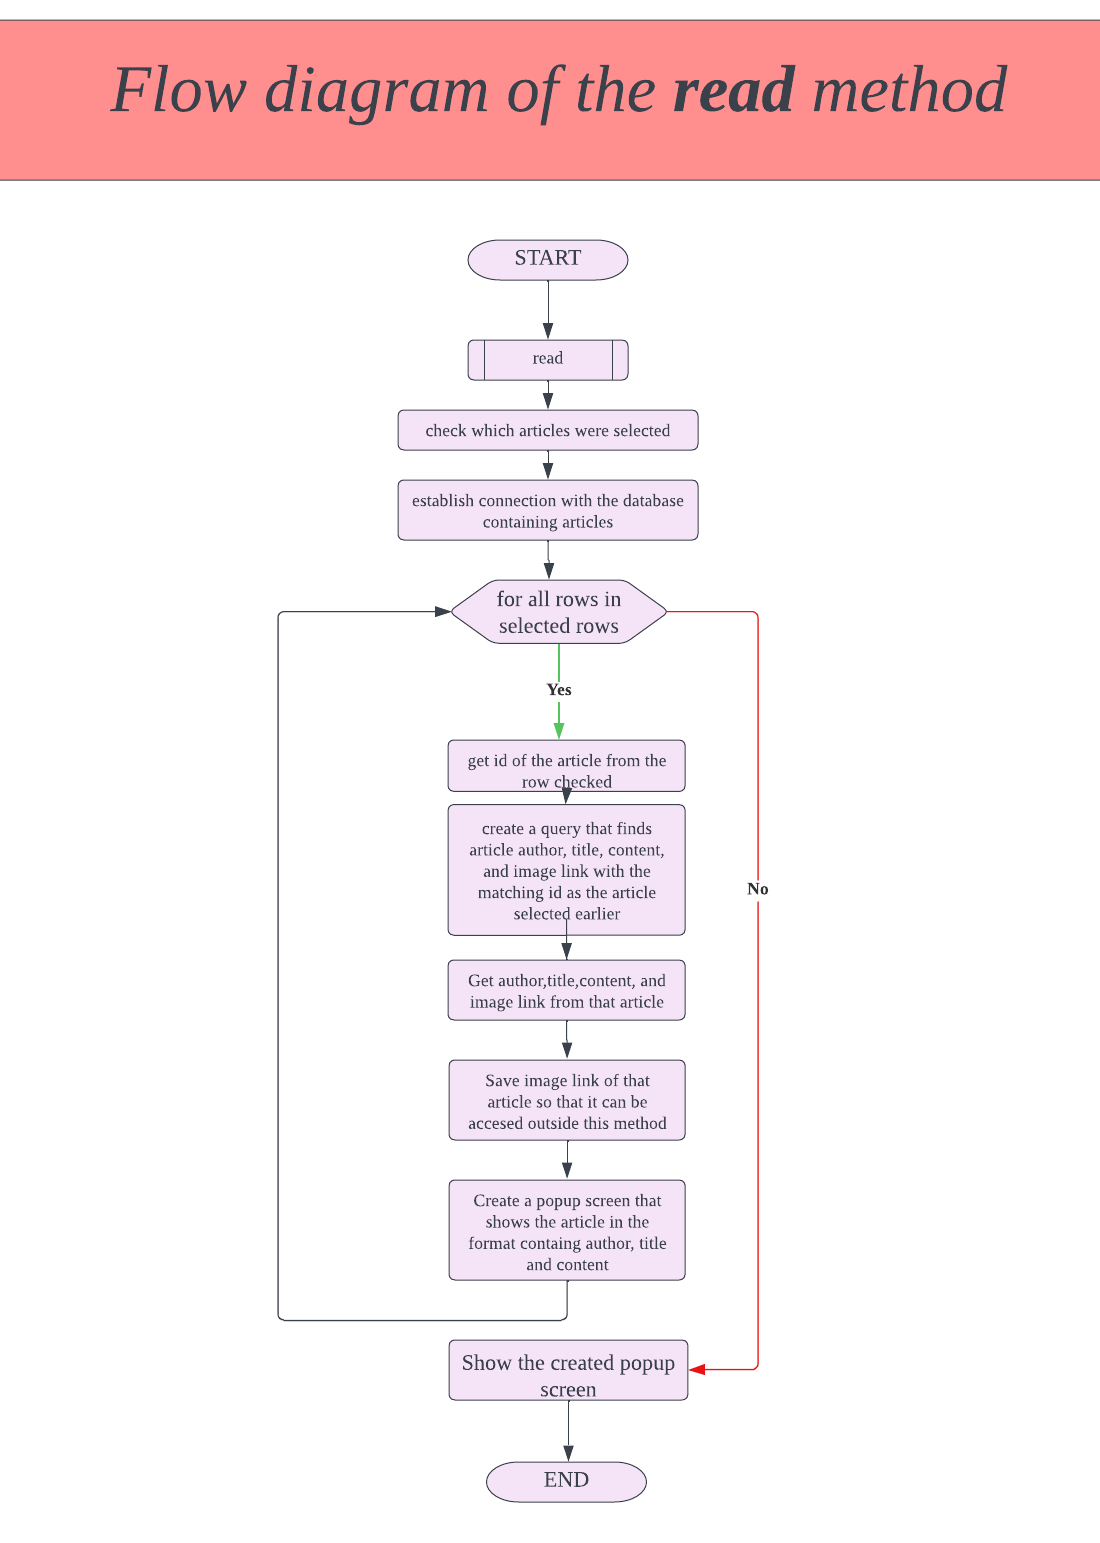 Flow diagram of the read method
START
read
check which articles were selected
establish connection with the database
containing articles
for all rows in
selected rows
Yes
get id of the article from the
row checked
create a query that finds
article author, title, content,
and image link with the
matching id as the article
selected earlier
No
Get author,title,content, and
image link from that article
Save image link of that
article so that it can be
accesed outside this method
Create a popup screen that
shows the article in the
format containg author, title
and content
Show the created popup
screen
END